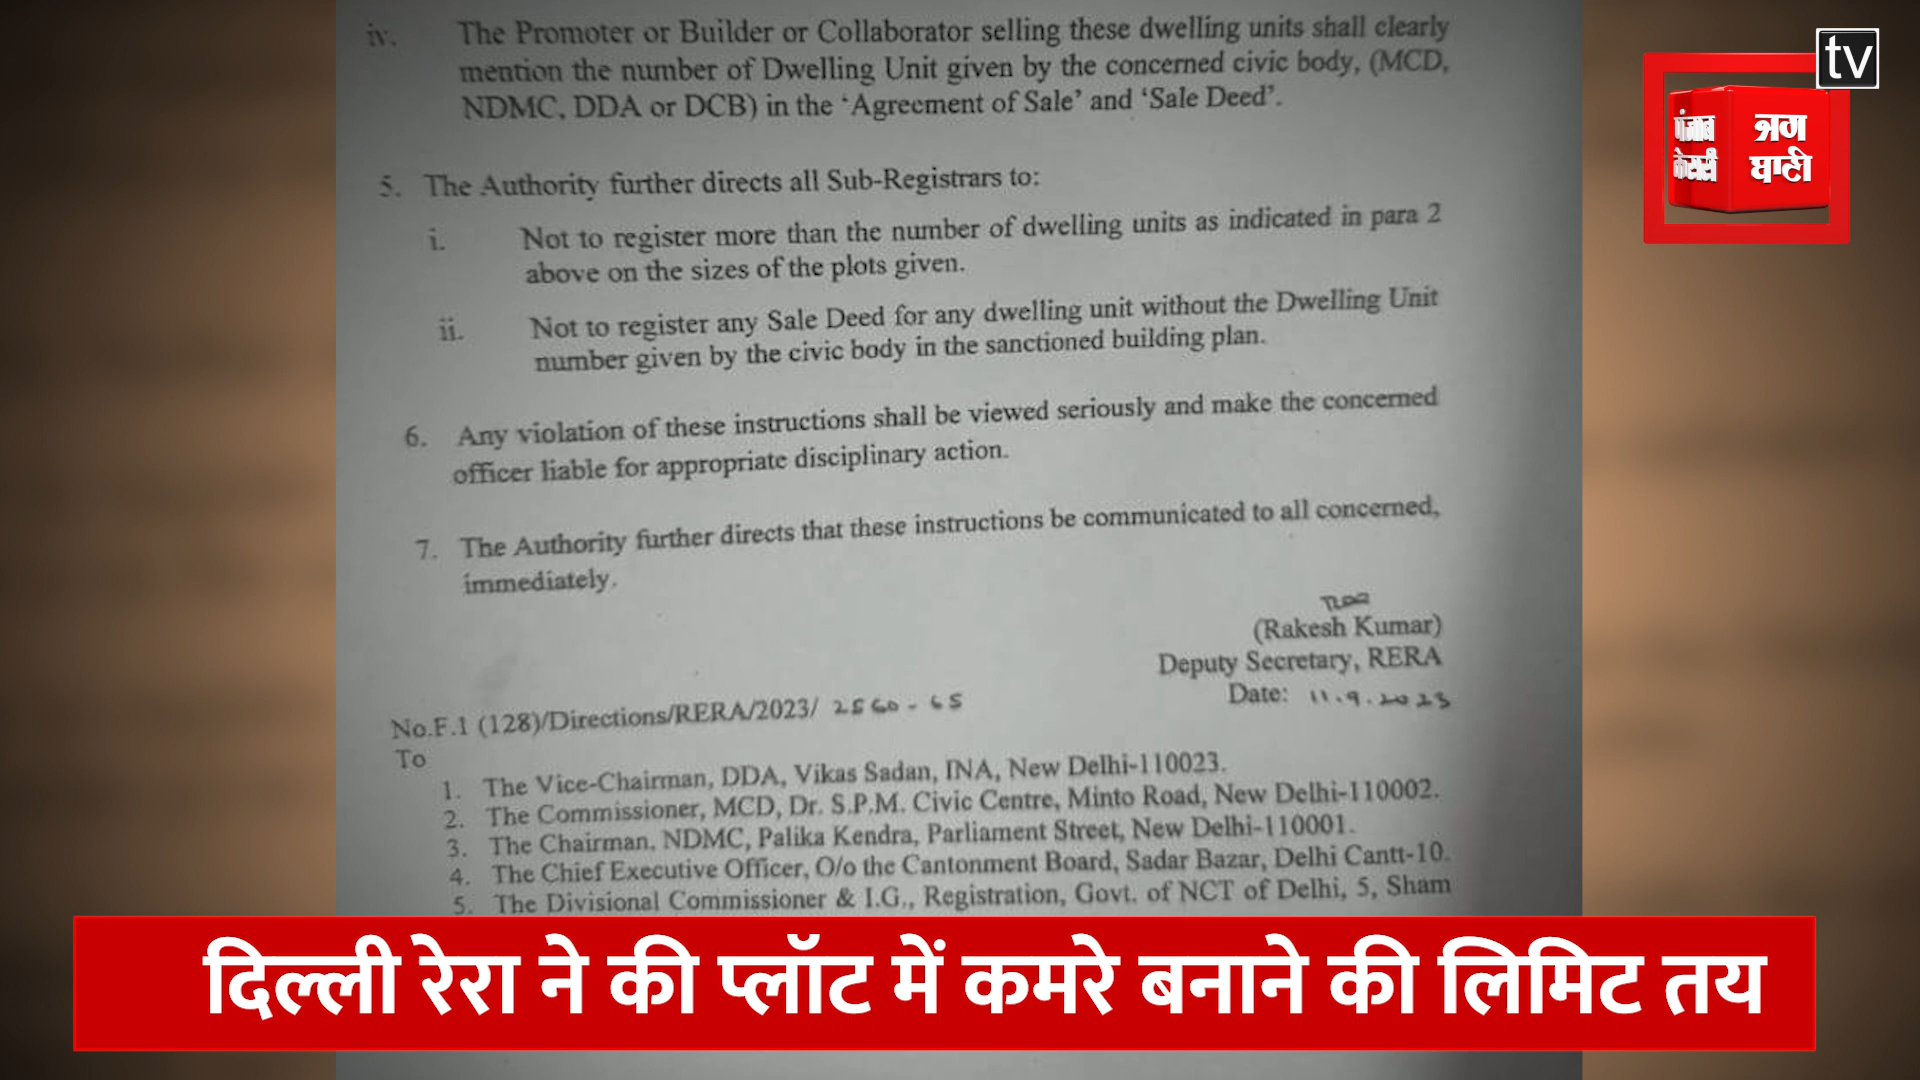 iv. The Promoter or Builder or Collaborator selling these dwelling units shall clearly
mention the number of Dwelling Unit given by the concerned civic body, (MCD,
NDMC, DDA or DCB) in the 'Agreement of Sale' and 'Sale Deed'.
5. The Authority further directs all Sub-Registrars to:
i. Not to register more than the number of dwelling units as indicated in para 2
above on the sizes of the plots given.
ii. Not to register any Sale Deed for any dwelling unit without the Dwelling Unit
number given by the civic body in the sanctioned building plan.
6. Any violation of these instructions shall be viewed seriously and make the concerned
officer liable for appropriate disciplinary action.
7. The Authority further directs that these instructions be communicated to all concerned,
immediately.
(Rakesh Kumar)
Deputy Secretary, RERA
Date: 11.9.2023
No.F.1 (128)/Directions/RERA/2023/ 2560-65
To
1. The Vice-Chairman, DDA, Vikas Sadan, INA, New Delhi-110023.
2. The Commissioner, MCD, Dr. S.P.M. Civic Centre, Minto Road, New Delhi-110002.
3. The Chairman, NDMC, Palika Kendra, Parliament Street, New Delhi-110001.
4. The Chief Executive Officer, O/o the Cantonment Board, Sadar Bazar, Delhi Cantt-10.
5. The Divisional Commissioner & I.G., Registration, Govt. of NCT of Delhi, 5, Sham
tv
पंजाब
केसरी
दिल्ली रेरा ने की प्लॉट में कमरे बनाने की लिमिट तय